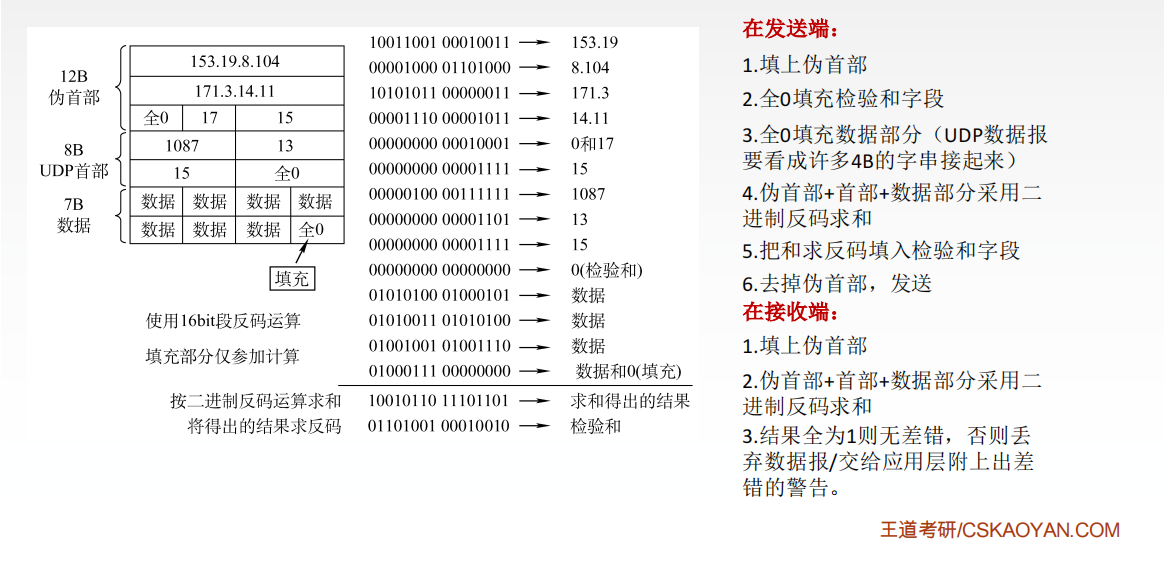 12B
伪首部
153.19.8.104
171.3.14.11
全0 17 15
8B
UDP首部
1087 13
15 全0
7B
数据
数据 数据 数据 数据
数据 数据 数据 全0
填充
使用16bit段反码运算
填充部分仅参加计算
10011001 00010011 → 153.19
00001000 01101000 → 8.104
10101011 00000011 → 171.3
00001110 00001011 → 14.11
00000000 00010001 → 0和17
00000000 00001111 → 15
00000100 00111111 → 1087
00000000 00001101 → 13
00000000 00001111 → 15
00000000 00000000 → 0(检验和)
01010100 01000101 → 数据
01010011 01010100 → 数据
01001001 01001110 → 数据
01000111 00000000 → 数据和0(填充)
按二进制反码运算求和 10010110 11101101 → 求和得出的结果
将得出的结果求反码 01101001 00010010 → 检验和
在发送端：
1.填上伪首部
2.全0填充检验和字段
3.全0填充数据部分（UDP数据报
要看成许多4B的字串接起来）
4.伪首部+首部+数据部分采用二
进制反码求和
5.把和求反码填入检验和字段
6.去掉伪首部，发送
在接收端：
1.填上伪首部
2.伪首部+首部+数据部分采用二
进制反码求和
3.结果全为1则无差错，否则丢
弃数据报/交给应用层附上出差
错的警告。
王道考研/CSKAOYAN.COM